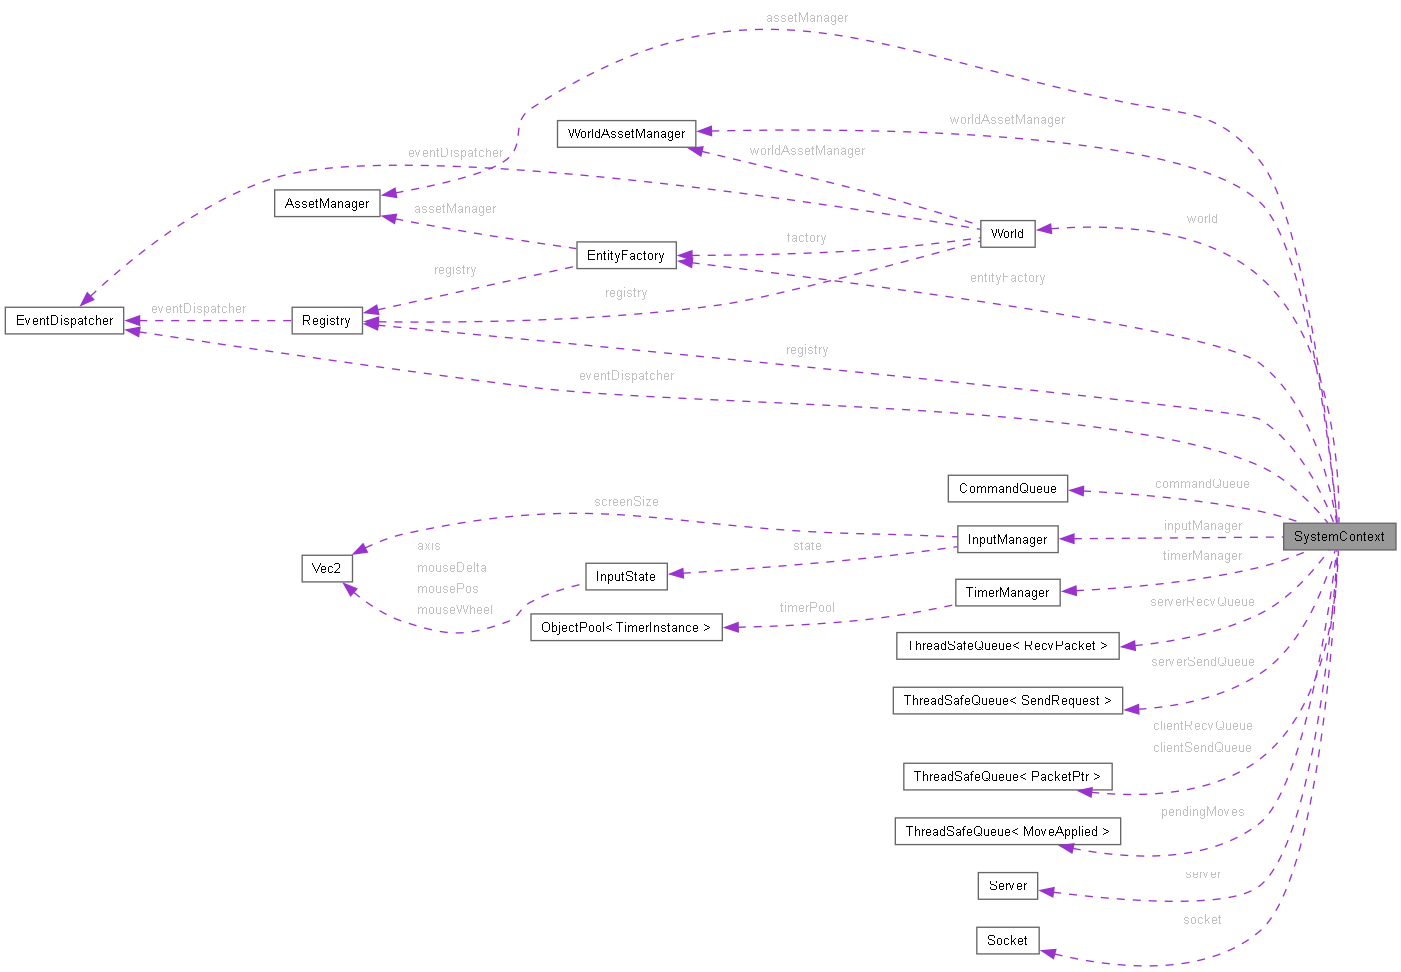 assetManager
worldAssetManager
WorldAssetManager
eventDispatcher
worldAssetManager
AssetManager
assetManager
world
World
factory
EntityFactory
registry
entityFactory
registry
eventDispatcher
EventDispatcher
Registry
registry
eventDispatcher
commandQueue
CommandQueue
screenSize
inputManager
SystemContext
InputManager
axis
state
timerManager
Vec2
mouseDelta
InputState
mousePos
TimerManager
serverRecvQueue
mouseWheel
timerPool
ObjectPool< TimerInstance >
ThreadSafeQueue< RecvPacket >
serverSendQueue
ThreadSafeQueue< SendRequest >
clientRecvQueue
clientSendQueue
ThreadSafeQueue< PacketPtr >
pendingMoves
ThreadSafeQueue< MoveApplied >
server
Server
socket
Socket